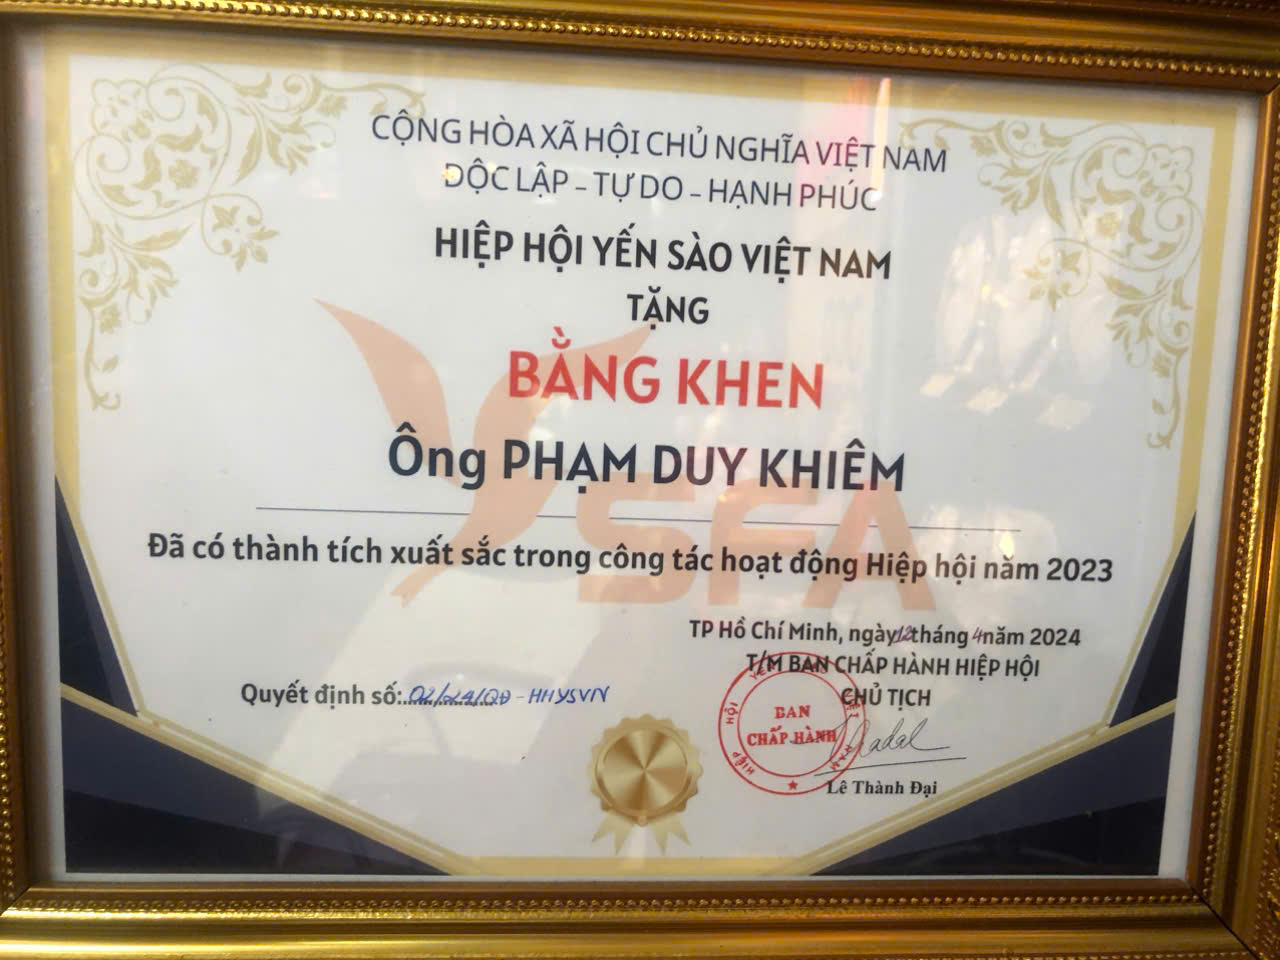 CỘNG HÒA XÃ HỘI CHỦ NGHĨA VIỆT NAM
ĐỘC LẬP - TỰ DO - HẠNH PHÚC
HIỆP HỘI YẾN SÀO VIỆT NAM
TẶNG
BẰNG KHEN
Ông PHẠM DUY KHIÊM
SFA
Đã có thành tích xuất sắc trong công tác hoạt động Hiệp hội năm 2023
TP Hồ Chí Minh, ngày 12 tháng 4 năm 2024
T/M BAN CHẤP HÀNH HIỆP HỘI
CHỦ TỊCH
Quyết định số: 02/24/QĐ - HHYSVN
BAN
CHẤP HÀNH
Lê Thành Đại